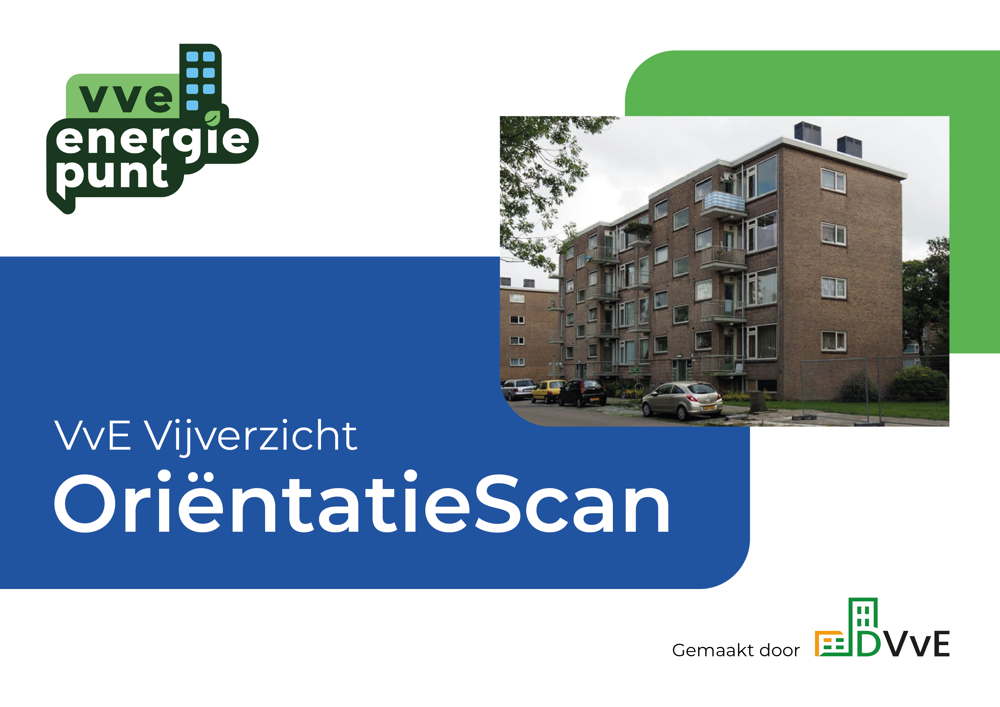 vve
energie
punt
VvE Vijverzicht
OriëntatieScan
Gemaakt door
DVvE